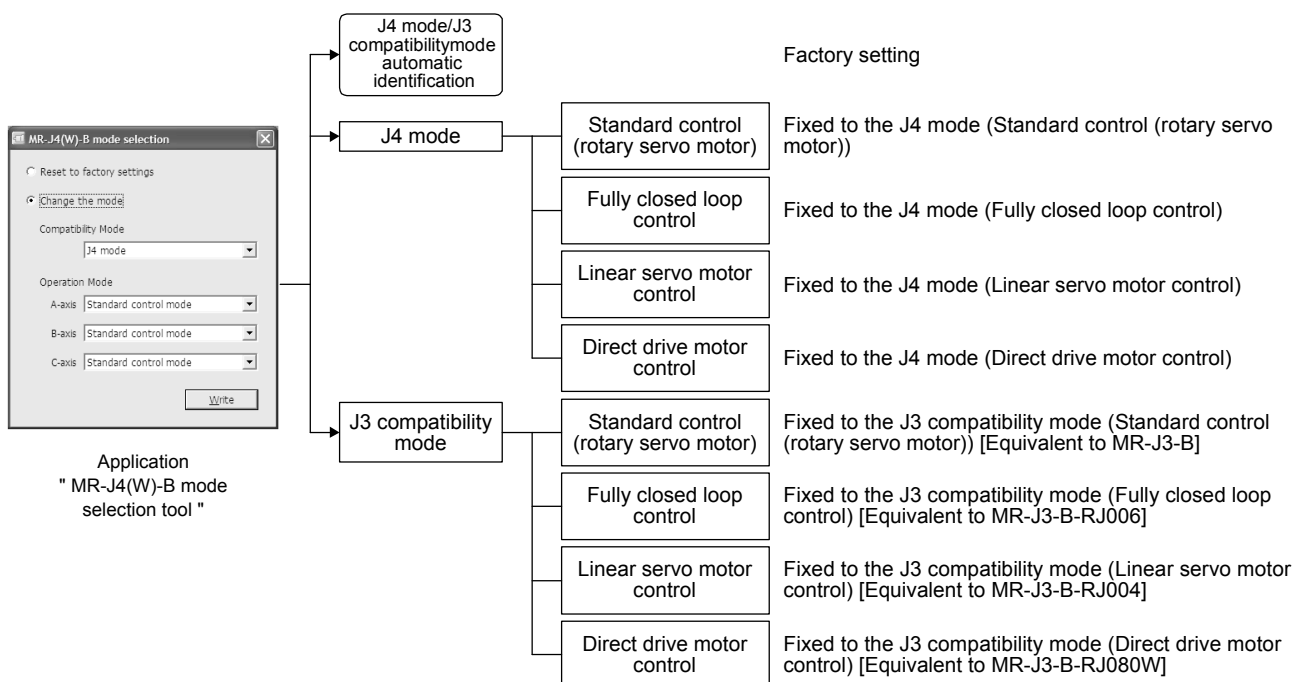 J4 mode/J3
compatibilitymode
automatic
identification
Factory setting
MR-J4(W)-B mode selection
Reset to factory settings
Change the mode
Compatibility Mode
J4 mode
Operation Mode
A-axis Standard control mode
B-axis Standard control mode
C-axis Standard control mode
Write
Application
" MR-J4(W)-B mode
selection tool "
J4 mode
Standard control
(rotary servo motor)
Fixed to the J4 mode (Standard control (rotary servo
motor))
Fully closed loop
control
Fixed to the J4 mode (Fully closed loop control)
Linear servo motor
control
Fixed to the J4 mode (Linear servo motor control)
Direct drive motor
control
Fixed to the J4 mode (Direct drive motor control)
J3 compatibility
mode
Standard control
(rotary servo motor)
Fixed to the J3 compatibility mode (Standard control
(rotary servo motor)) [Equivalent to MR-J3-B]
Fully closed loop
control
Fixed to the J3 compatibility mode (Fully closed loop
control) [Equivalent to MR-J3-B-RJ006]
Linear servo motor
control
Fixed to the J3 compatibility mode (Linear servo motor
control) [Equivalent to MR-J3-B-RJ004]
Direct drive motor
control
Fixed to the J3 compatibility mode (Direct drive motor
control) [Equivalent to MR-J3-B-RJ080W]